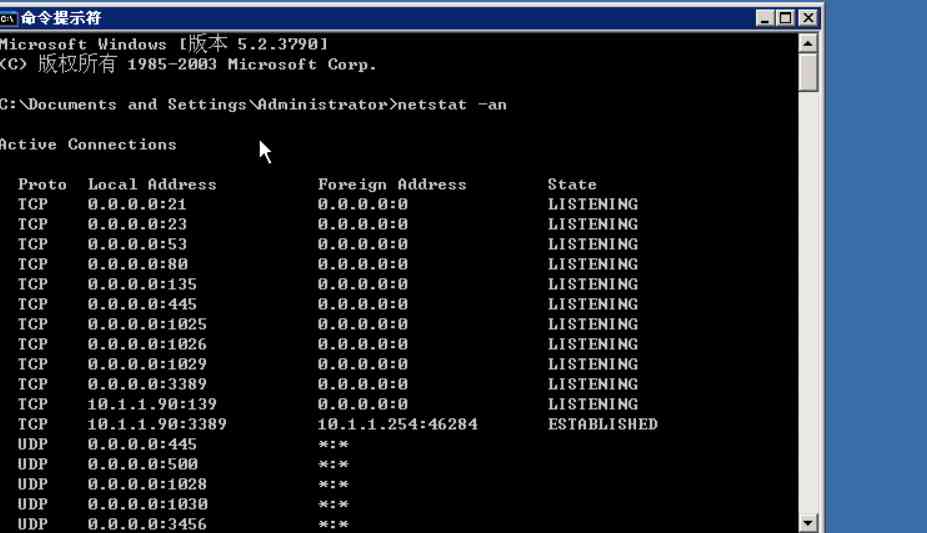 命令提示符
Microsoft Windows [版本 5.2.3790]
(C) 版权所有 1985-2003 Microsoft Corp.
C:\Documents and Settings\Administrator>netstat -an
Active Connections
Proto  Local Address          Foreign Address        State
TCP    0.0.0.0:21             0.0.0.0:0              LISTENING
TCP    0.0.0.0:23             0.0.0.0:0              LISTENING
TCP    0.0.0.0:53             0.0.0.0:0              LISTENING
TCP    0.0.0.0:80             0.0.0.0:0              LISTENING
TCP    0.0.0.0:135            0.0.0.0:0              LISTENING
TCP    0.0.0.0:445            0.0.0.0:0              LISTENING
TCP    0.0.0.0:1025           0.0.0.0:0              LISTENING
TCP    0.0.0.0:1026           0.0.0.0:0              LISTENING
TCP    0.0.0.0:1029           0.0.0.0:0              LISTENING
TCP    0.0.0.0:3389           0.0.0.0:0              LISTENING
TCP    10.1.1.90:139          0.0.0.0:0              LISTENING
TCP    10.1.1.90:3389         10.1.1.254:46284       ESTABLISHED
UDP    0.0.0.0:445            *:*
UDP    0.0.0.0:500            *:*
UDP    0.0.0.0:1028           *:*
UDP    0.0.0.0:1030           *:*
UDP    0.0.0.0:3456           *:*